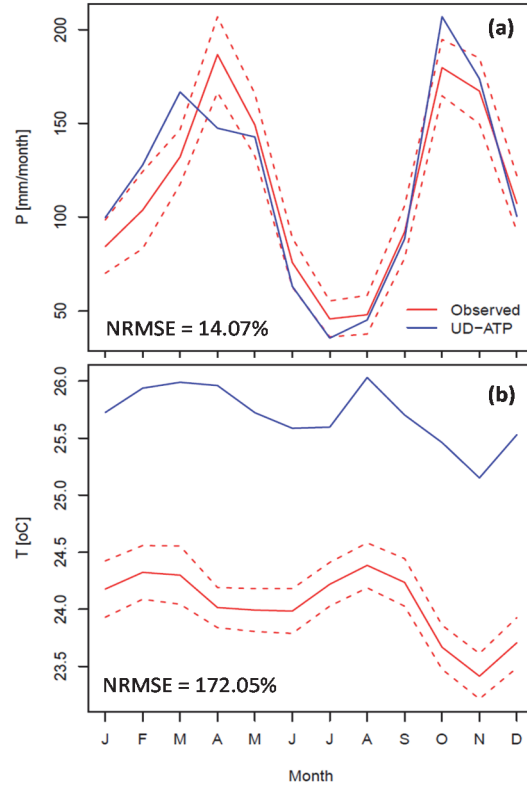 (a)
P [mm/month]
200
150
100
50
Observed
UD-ATP
NRMSE = 14.07%
(b)
T [oC]
26.0
25.5
25.0
24.5
24.0
23.5
NRMSE = 172.05%
J F M A M J J A S O N D
Month